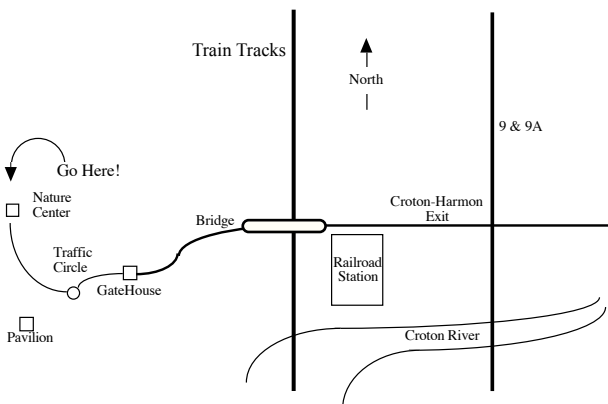 Train Tracks
North
9 & 9A
Go Here!
Nature
Center
Bridge
Croton-Harmon
Exit
Traffic
Circle
GateHouse
Railroad
Station
Pavilion
Croton River